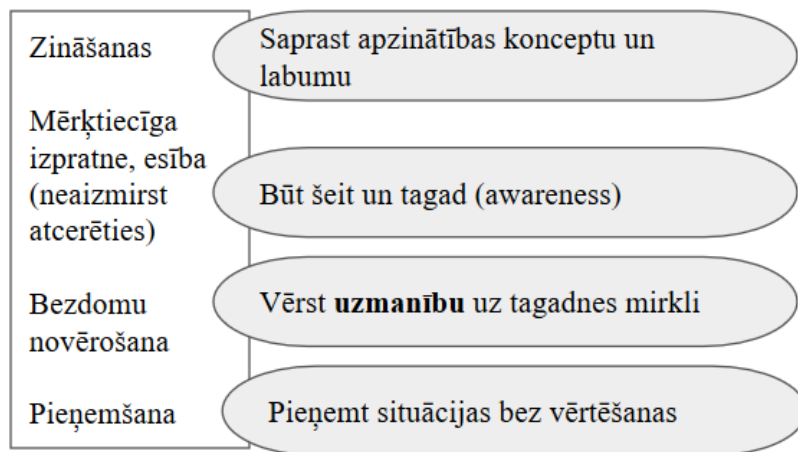 Zināšanas
Saprast apzinātības konceptu un
labumu
Mērķtiecīga
izpratne, esība
(neaizmirst
atcerēties)
Būt šeit un tagad (awareness)
Bezdomu
novērošana
Vērst uzmanību uz tagadnes mirkli
Pieņemšana
Pieņemt situācijas bez vērtēšanas